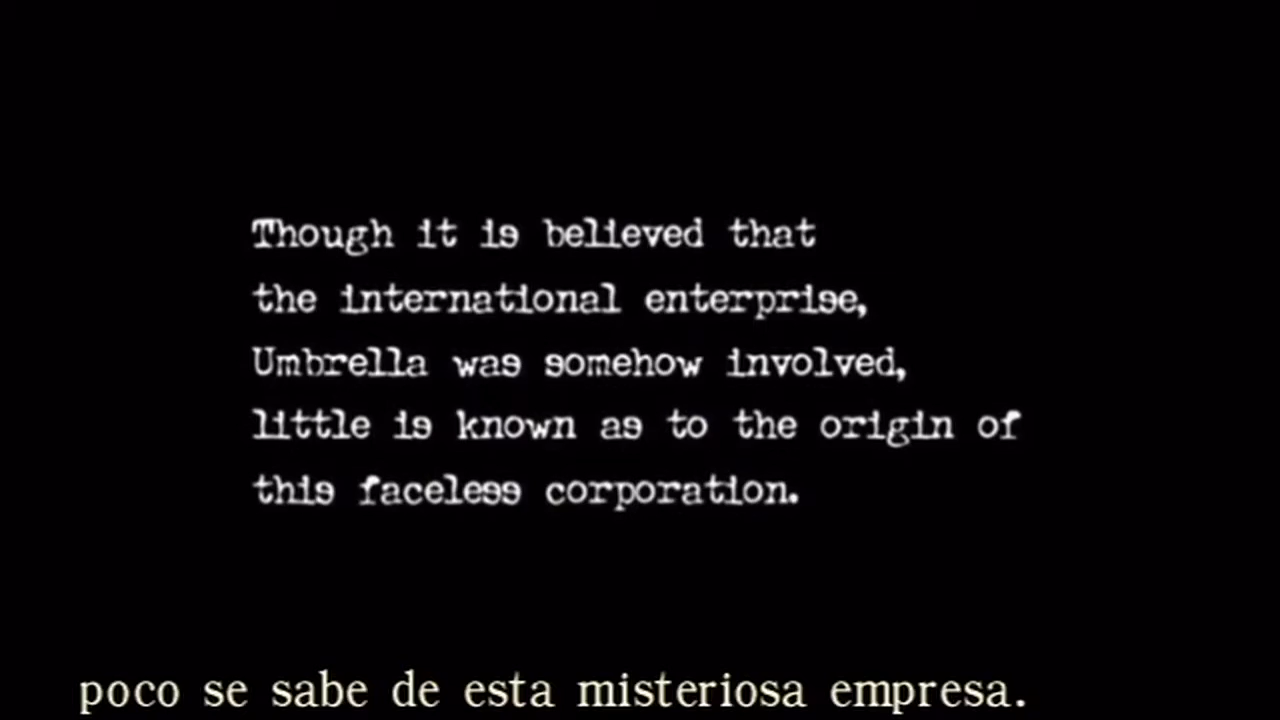 Though it is believed that
the international enterprise,
Umbrella was somehow involved,
little is known as to the origin of
this faceless corporation.
poco se sabe de esta misteriosa empresa.